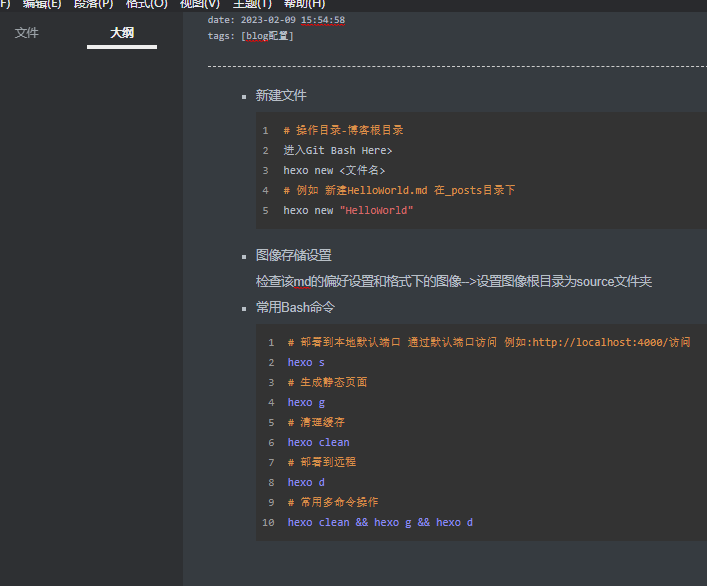 F) 编辑(E) 段落(P) 格式(O) 视图(V) 主题(T) 帮助(H)
文件 大纲
date: 2023-02-09 15:54:58
tags: [blog配置]
新建文件
1 # 操作目录-博客根目录
2 进入Git Bash Here>
3 hexo new <文件名>
4 # 例如 新建HelloWorld.md 在_posts目录下
5 hexo new "HelloWorld"
图像存储设置
检查该md的偏好设置和格式下的图像-->设置图像根目录为source文件夹
常用Bash命令
1 # 部署到本地默认端口 通过默认端口访问 例如:http://localhost:4000/访问
2 hexo s
3 # 生成静态页面
4 hexo g
5 # 清理缓存
6 hexo clean
7 # 部署到远程
8 hexo d
9 # 常用多命令操作
10 hexo clean && hexo g && hexo d